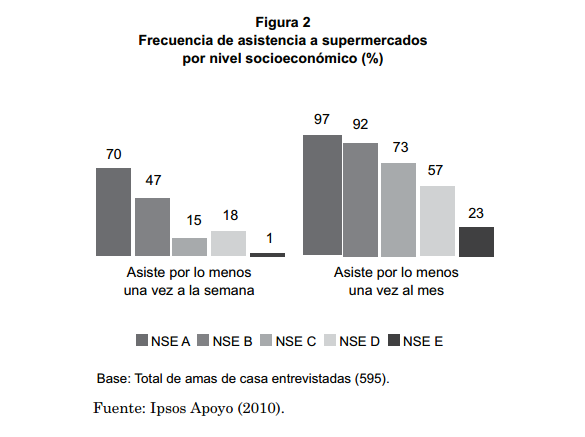 Figura 2
Frecuencia de asistencia a supermercados
por nivel socioeconómico (%)
70
47
15
18
1
97
92
73
57
23
Asiste por lo menos
una vez a la semana
Asiste por lo menos
una vez al mes
NSE A NSE B NSE C NSE D NSE E
Base: Total de amas de casa entrevistadas (595).
Fuente: Ipsos Apoyo (2010).